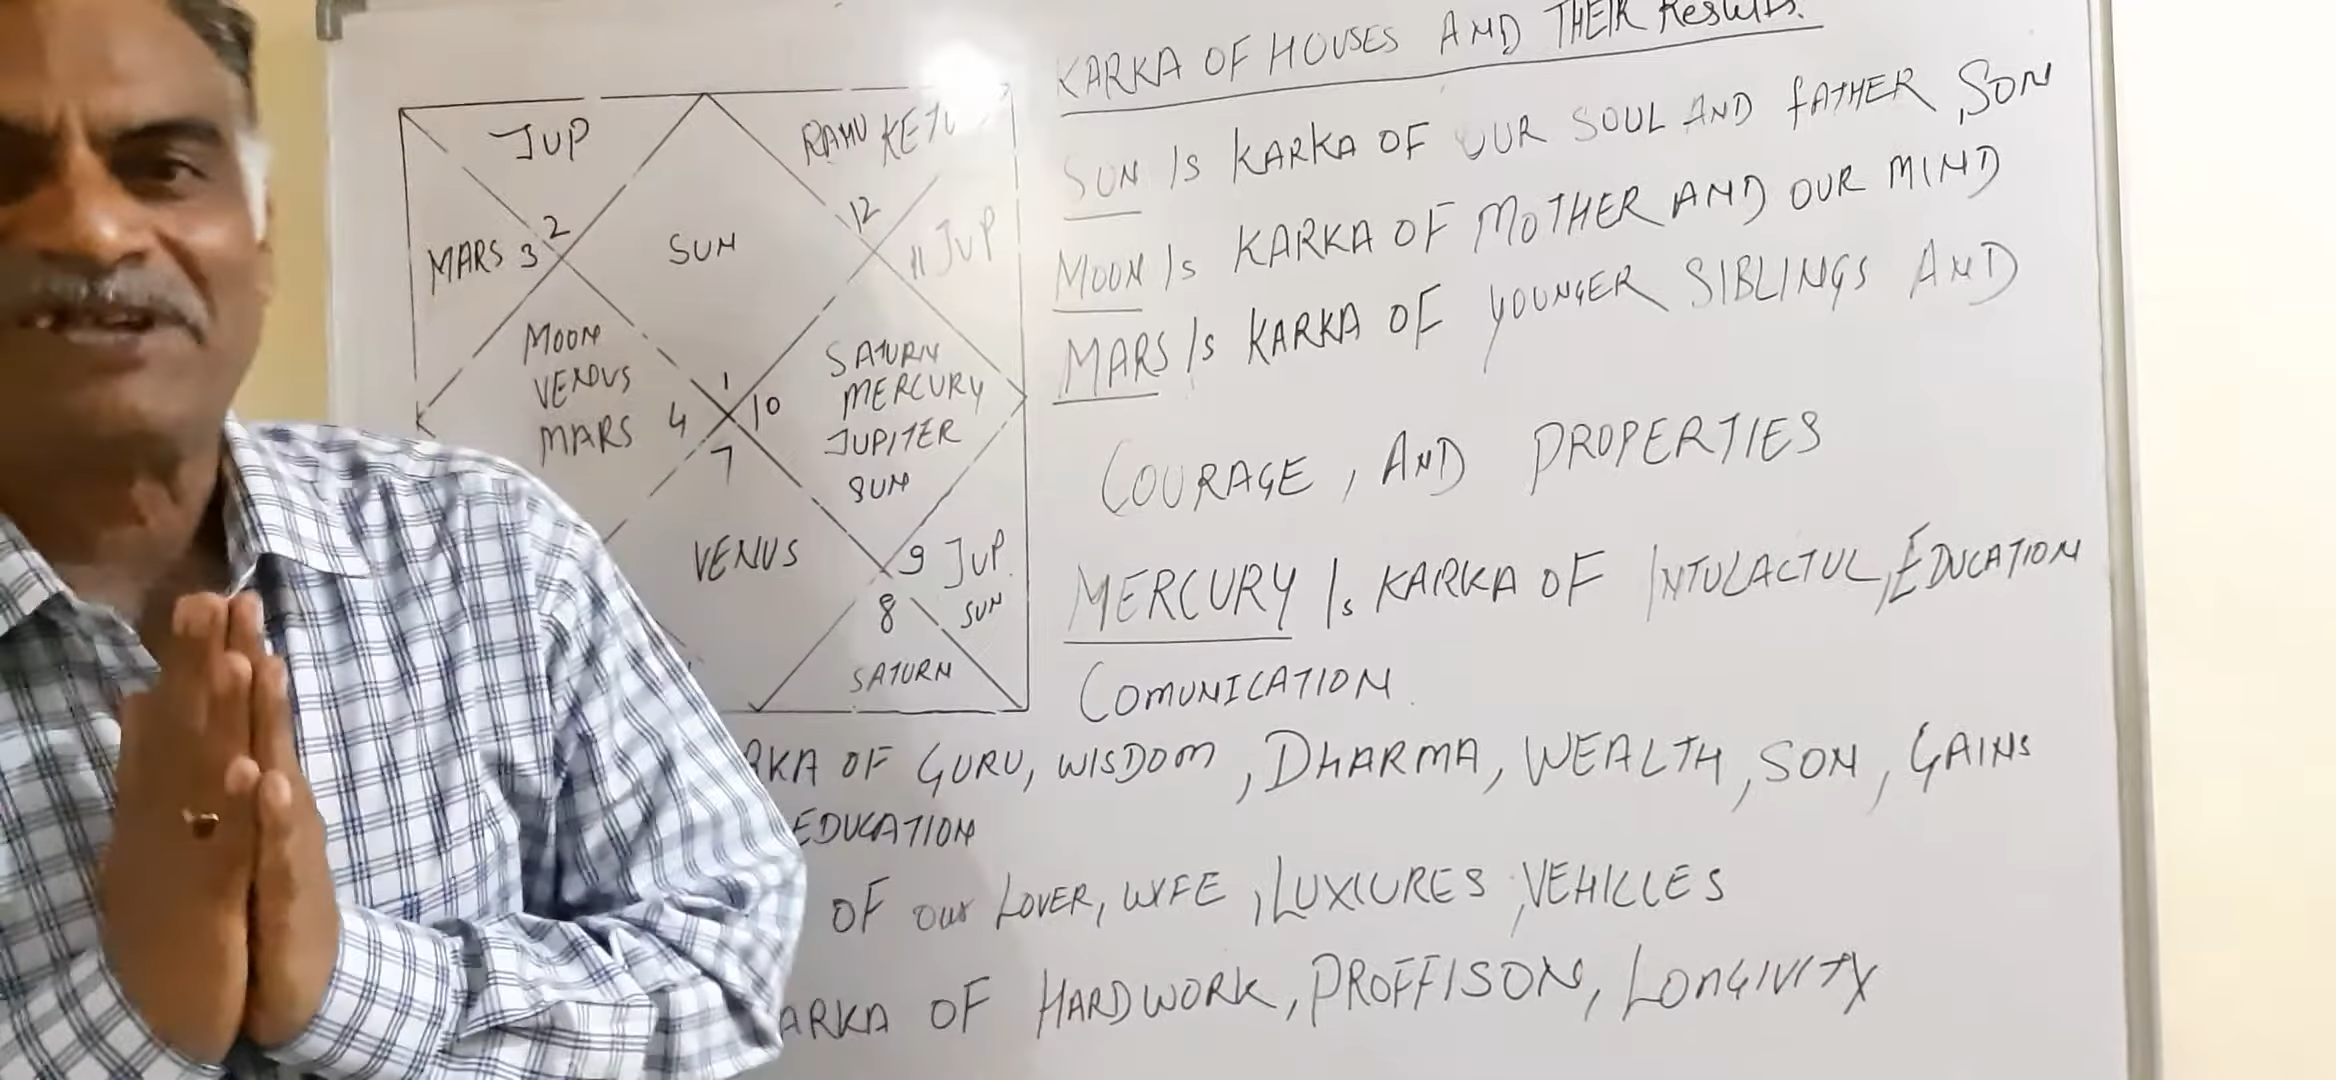 KARKA OF HOUSES AND THEIR Results.
SUN Is KARKA OF OUR SOUL AND FATHER, SON
MOON Is KARKA OF MOTHER AND OUR MIND
MARS Is KARKA OF YOUNGER SIBLINGS AND
COURAGE, AND PROPERTIES
MERCURY Is KARKA OF INTULACTUL, EDUCATION
COMUNICATION.
RKA OF GURU, WISDOM, DHARMA, WEALTH, SON, GAINS
EDUCATION
OF our LOVER, WIFE, LUXIURES, VEHICLES
ARKA OF HARDWORK, PROFFISON, LONGIVITY
JUP
2
RAHU KETU
12
MARS 3
SUN
11 JUP
MOON
VENUS
MARS 4
1
10
SATURN
MERCURY
JUPITER
SUN
7
VENUS
9 JUP.
SUN
8
SATURN